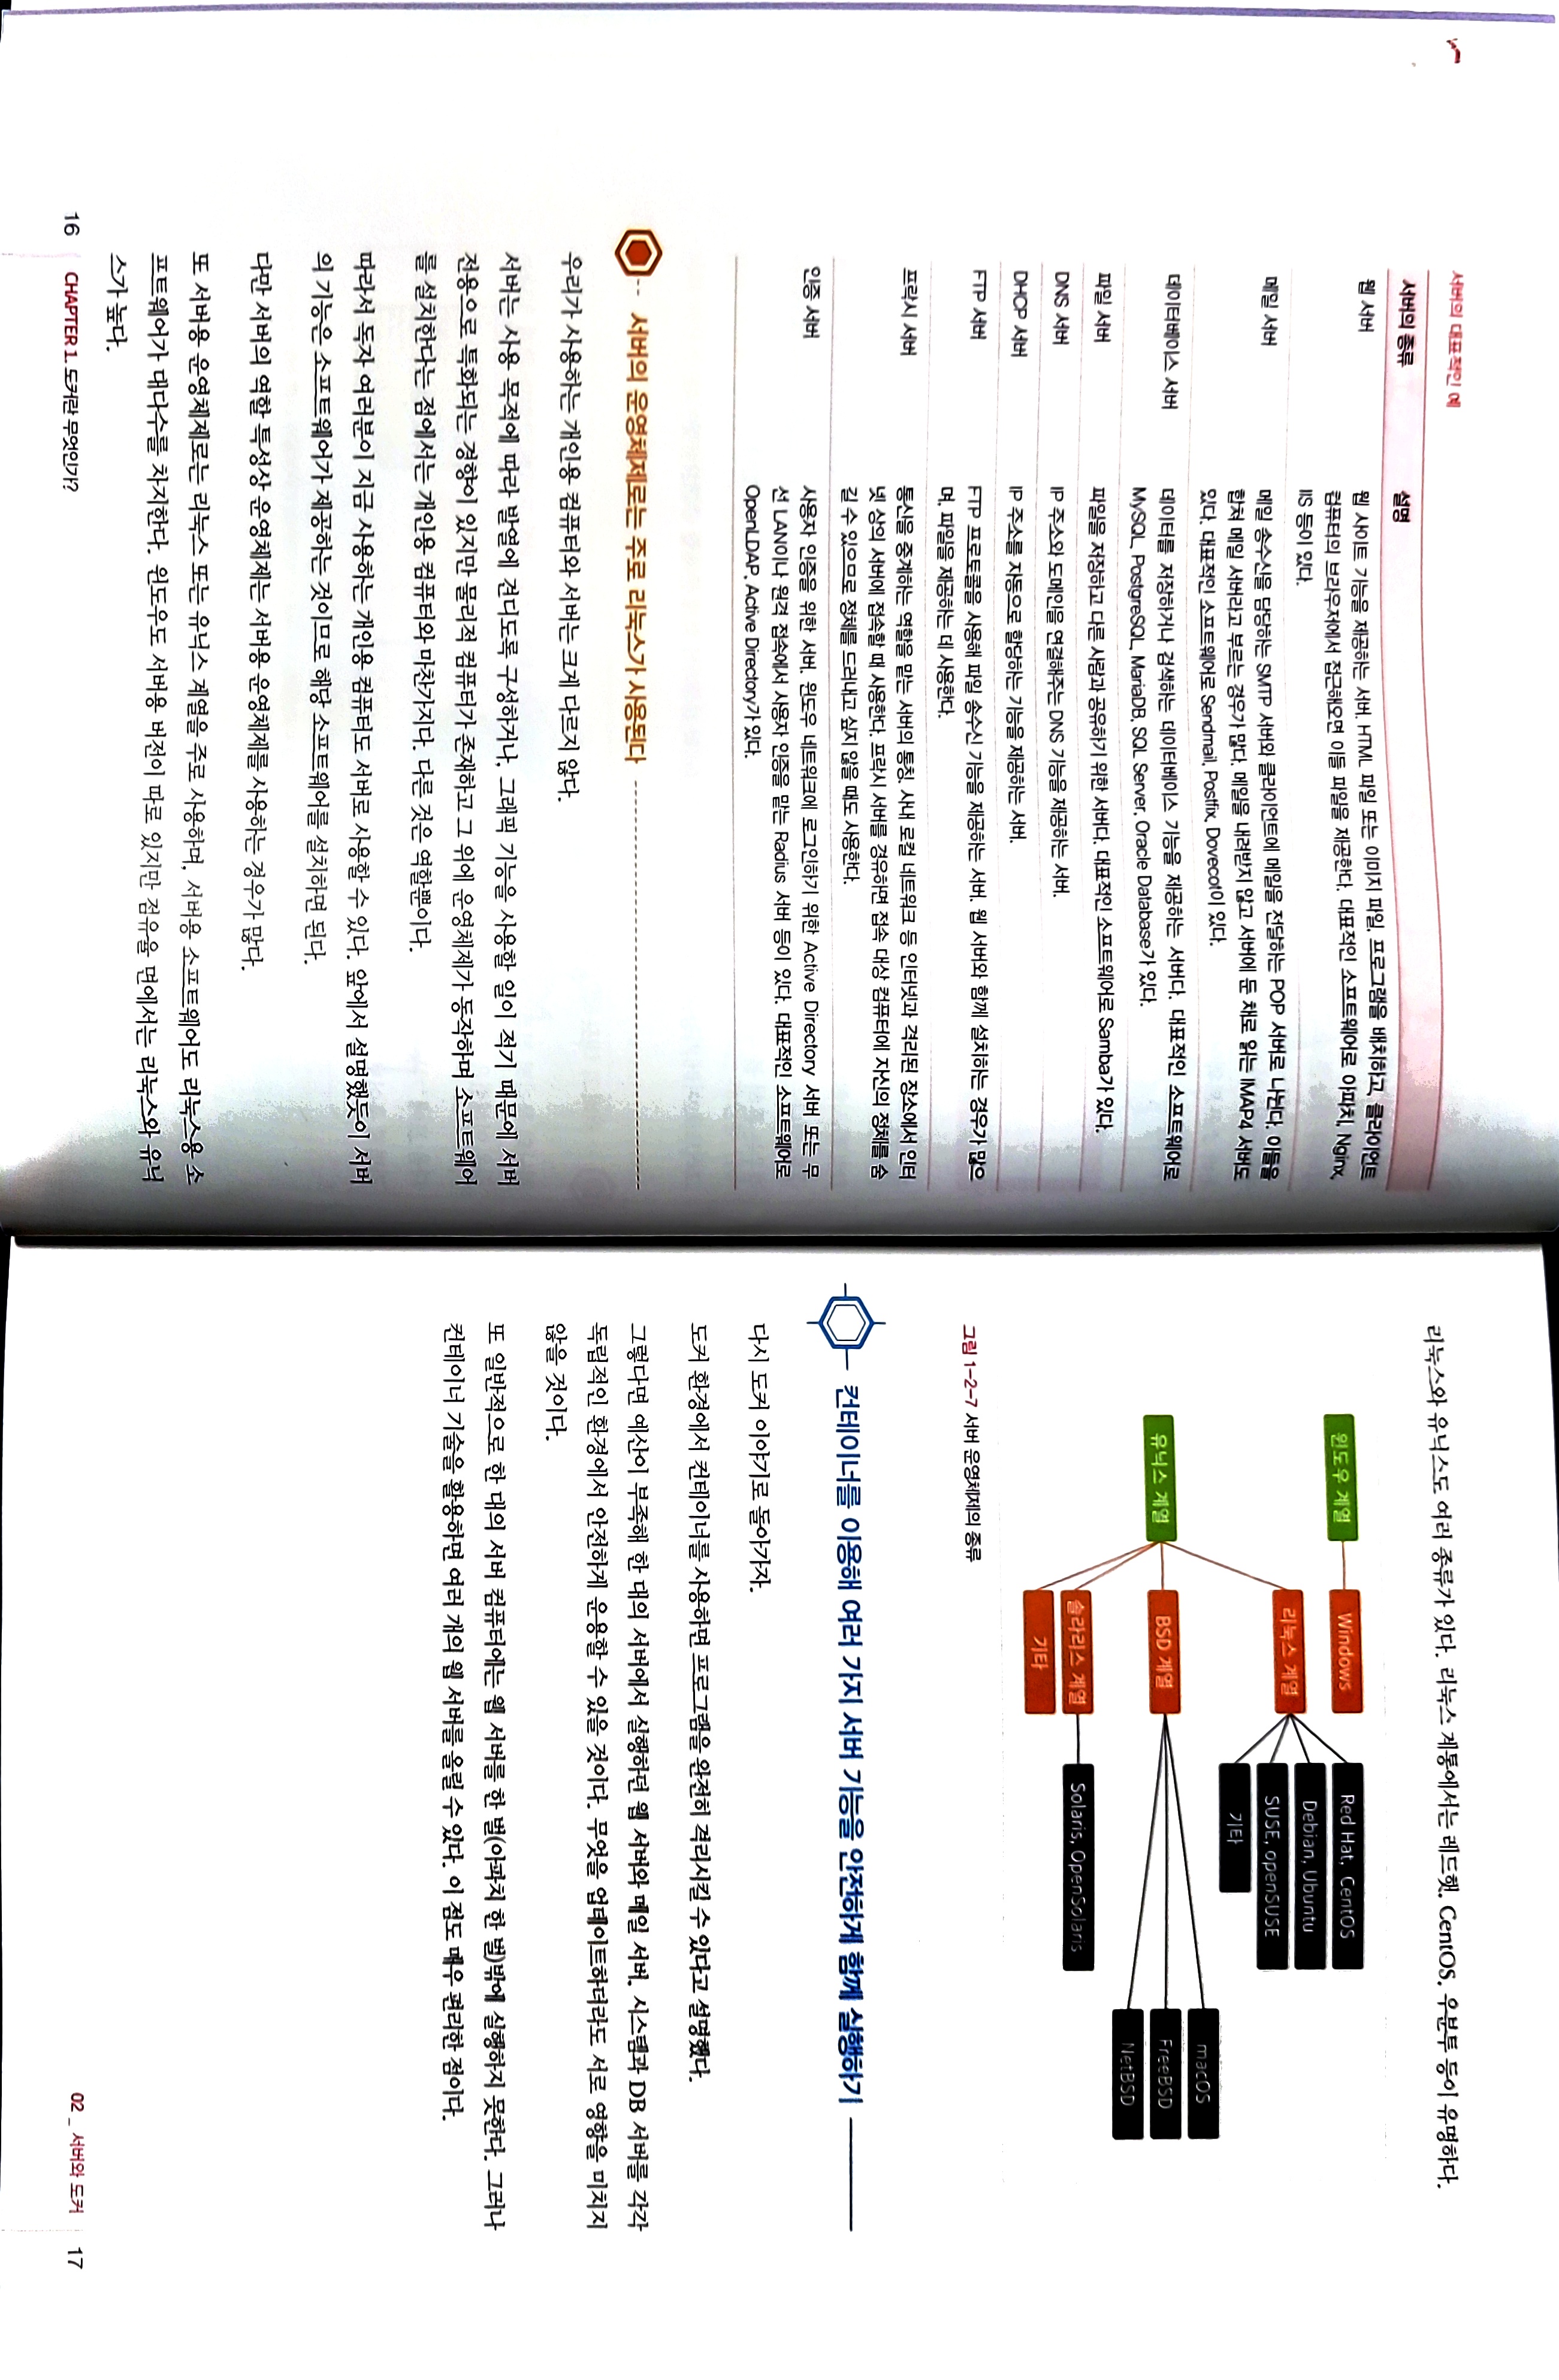 서버의 대표적인 예
서버의 종류 설명
웹 서버 웹 사이트 기능을 제공하는 서버. HTML 파일 또는 이미지 파일, 프로그램을 배치하고, 클라이언트
컴퓨터의 브라우저에서 접근해오면 이들 파일을 제공한다. 대표적인 소프트웨어로 아파치, Nginx,
IIS 등이 있다.
메일 서버 메일 송수신을 담당하는 SMTP 서버와 클라이언트에 메일을 전달하는 POP 서버로 나뉜다. 이들을
합쳐 메일 서버라고 부르는 경우가 많다. 메일을 내려받지 않고 서버에 둔 채로 읽는 IMAP4 서버도
있다. 대표적인 소프트웨어로 Sendmail, Postfix, Dovecot이 있다.
데이터베이스 서버 데이터를 저장하거나 검색하는 데이터베이스 기능을 제공하는 서버다. 대표적인 소프트웨어로
MySQL, PostgreSQL, MariaDB, SQL Server, Oracle Database가 있다.
파일 서버 파일을 저장하고 다른 사람과 공유하기 위한 서버다. 대표적인 소프트웨어로 Samba가 있다.
DNS 서버 IP 주소와 도메인을 연결해주는 DNS 기능을 제공하는 서버.
DHCP 서버 IP 주소를 자동으로 할당하는 기능을 제공하는 서버.
FTP 서버 FTP 프로토콜을 사용해 파일 송수신 기능을 제공하는 서버. 웹 서버와 함께 설치하는 경우가 많으
며, 파일을 제공하는 데 사용한다.
프락시 서버 통신을 중계하는 역할을 맡는 서버의 통칭. 사내 로컬 네트워크 등 인터넷과 격리된 장소에서 인터
넷 상의 서버에 접속할 때 사용한다. 프락시 서버를 경유하면 접속 대상 컴퓨터에 자신의 정체를 숨
길 수 있으므로 정체를 드러내고 싶지 않을 때도 사용한다.
인증 서버 사용자 인증을 위한 서버. 윈도우 네트워크에 로그인하기 위한 Active Directory 서버 또는 무
선 LAN이나 원격 접속에서 사용자 인증을 맡는 Radius 서버 등이 있다. 대표적인 소프트웨어로
OpenLDAP, Active Directory가 있다.
서버의 운영체제로는 주로 리눅스가 사용된다
우리가 사용하는 개인용 컴퓨터와 서버는 크게 다르지 않다.
서버는 사용 목적에 따라 발열에 견디도록 구성하거나, 그래픽 기능을 사용할 일이 적기 때문에 서버
전용으로 특화되는 경향이 있지만 물리적 컴퓨터가 존재하고 그 위에 운영체제가 동작하며 소프트웨어
를 설치한다는 점에서는 개인용 컴퓨터와 마찬가지다. 다른 것은 역할뿐이다.
따라서 독자 여러분이 지금 사용하는 개인용 컴퓨터도 서버로 사용할 수 있다. 앞에서 설명했듯이 서버
의 기능은 소프트웨어가 제공하는 것이므로 해당 소프트웨어를 설치하면 된다.
다만 서버의 역할 특성상 운영체제는 서버용 운영체제를 사용하는 경우가 많다.
또 서버용 운영체제로는 리눅스 또는 유닉스 계열을 주로 사용하며, 서버용 소프트웨어도 리눅스용 소
프트웨어가 대다수를 차지한다. 윈도우도 서버용 버전이 따로 있지만 점유율 면에서는 리눅스와 유닉
스가 높다.
16 CHAPTER 1. 도커란 무엇인가?
리눅스와 유닉스도 여러 종류가 있다. 리눅스 계통에서는 레드햇, CentOS, 우분투 등이 유명하다.
윈도우 계열 Windows
리눅스 계열
Red Hat, CentOS
Debian, Ubuntu
SUSE, openSUSE
기타
유닉스 계열 BSD 계열
macOS
FreeBSD
NetBSD
솔라리스 계열 Solaris, OpenSolaris
기타
그림 1-2-7 서버 운영체제의 종류
컨테이너를 이용해 여러 가지 서버 기능을 안전하게 함께 실행하기
다시 도커 이야기로 돌아가자.
도커 환경에서 컨테이너를 사용하면 프로그램을 완전히 격리시킬 수 있다고 설명했다.
그렇다면 예산이 부족해 한 대의 서버에서 실행하던 웹 서버와 메일 서버, 시스템과 DB 서버를 각각
독립적인 환경에서 안전하게 운용할 수 있을 것이다. 무엇을 업데이트하더라도 서로 영향을 미치지
않을 것이다.
또 일반적으로 한 대의 서버 컴퓨터에는 웹 서버를 한 벌(아파치 한 벌)밖에 실행하지 못한다. 그러나
컨테이너 기술을 활용하면 여러 개의 웹 서버를 올릴 수 있다. 이 점도 매우 편리한 점이다.
02 _ 서버와 도커 17